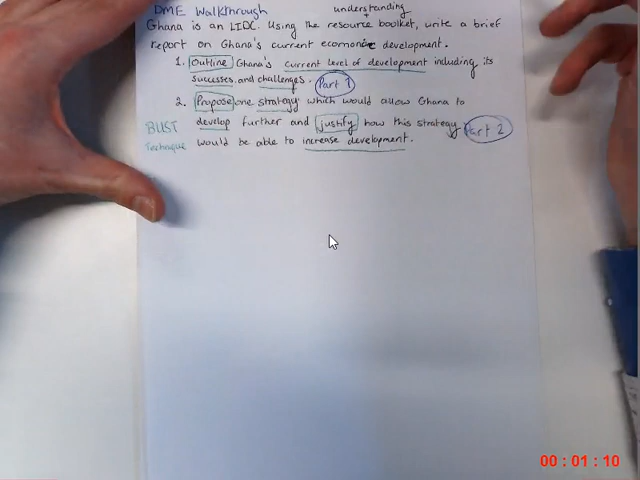 DME Walkthrough
understanding
+
Ghana is an LIDC. Using the resource booklet, write a brief
report on Ghana's current economic development.
1. Outline Ghana's current level of development including its
successes and challenges. Part 1
2. Propose one strategy which would allow Ghana to
develop further and justify how this strategy Part 2
would be able to increase development.
BUST
Technique
00:01:10